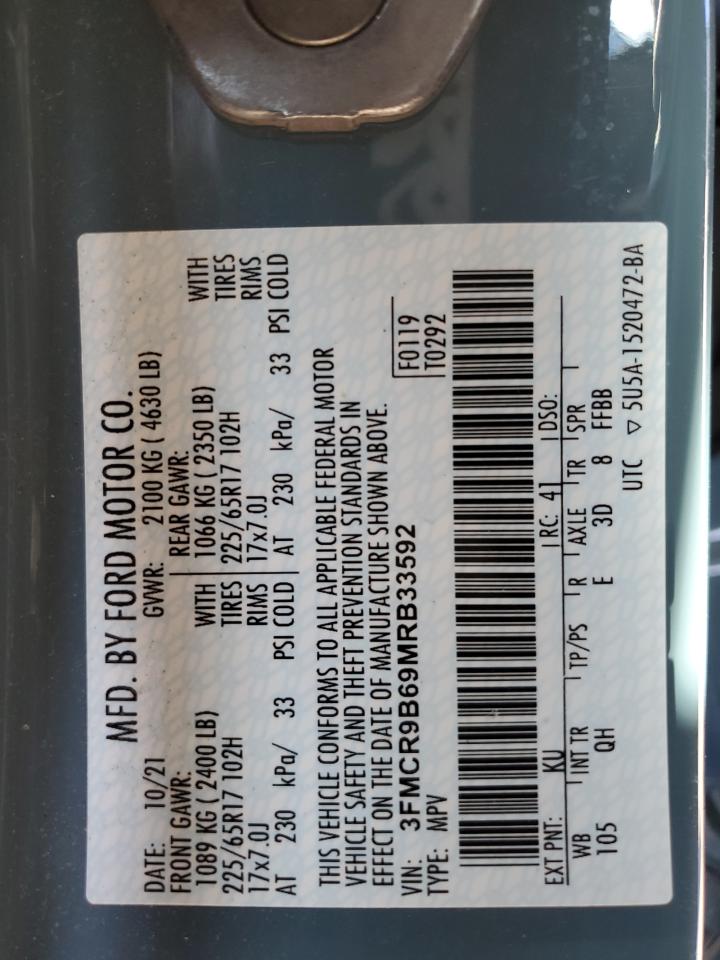 MFD. BY FORD MOTOR CO.
DATE: 10/21 GVWR: 2100 KG ( 4630 LB)
FRONT GAWR: REAR GAWR:
1089 KG ( 2400 LB) WITH 1066 KG ( 2350 LB) WITH
225/65R17 102H TIRES 225/65R17 102H TIRES
17x7.0J RIMS 17x7.0J RIMS
AT 230 kPa/ 33 PSI COLD AT 230 kPa/ 33 PSI COLD
THIS VEHICLE CONFORMS TO ALL APPLICABLE FEDERAL MOTOR
VEHICLE SAFETY AND THEFT PREVENTION STANDARDS IN
EFFECT ON THE DATE OF MANUFACTURE SHOWN ABOVE.
VIN: 3FMCR9B69MRB33592 F0119
TYPE: MPV T0292
EXT PNT: KU RC: 41 DSO:
WB INT TR TP/PS R AXLE TR SPR
105 QH E 3D 8 FFBB
UTC ▽ 5U5A-1520472-BA